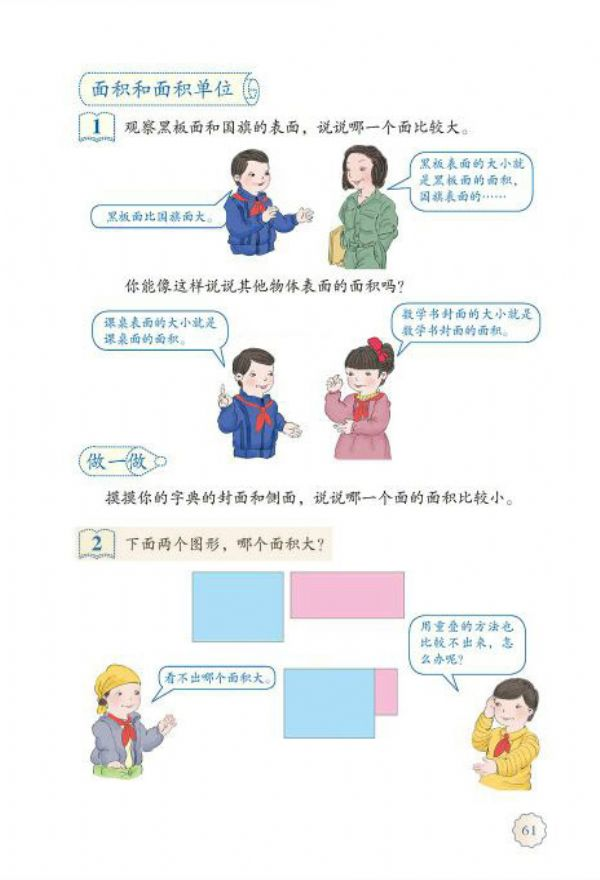 面积和面积单位
1 观察黑板面和国旗的表面，说说哪一个面比较大。
黑板面比国旗面大。
黑板表面的大小就
是黑板面的面积，
国旗表面的……
你能像这样说说其他物体表面的面积吗？
课桌表面的大小就是
课桌面的面积。
数学书封面的大小就是
数学书封面的面积。
做一做
摸摸你的字典的封面和侧面，说说哪一个面的面积比较小。
2 下面两个图形，哪个面积大？
看不出哪个面积大。
用重叠的方法也
比较不出来，怎
么办呢？
61